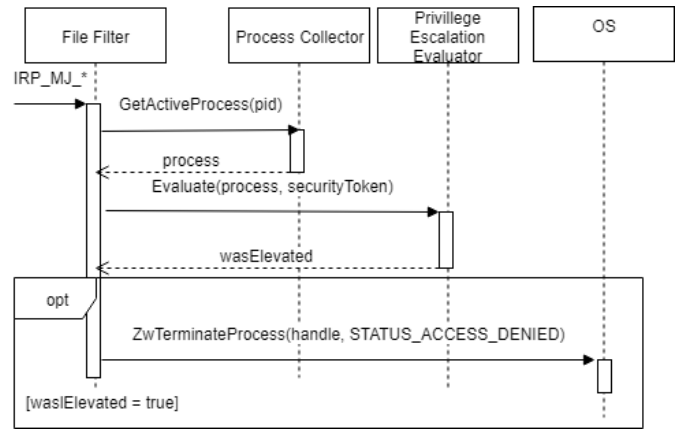 File Filter
Process Collector
Privillege
Escalation
Evaluator
OS
IRP_MJ_*
GetActiveProcess(pid)
process
Evaluate(process, securityToken)
wasElevated
opt
ZwTerminateProcess(handle, STATUS_ACCESS_DENIED)
[waslElevated = true]